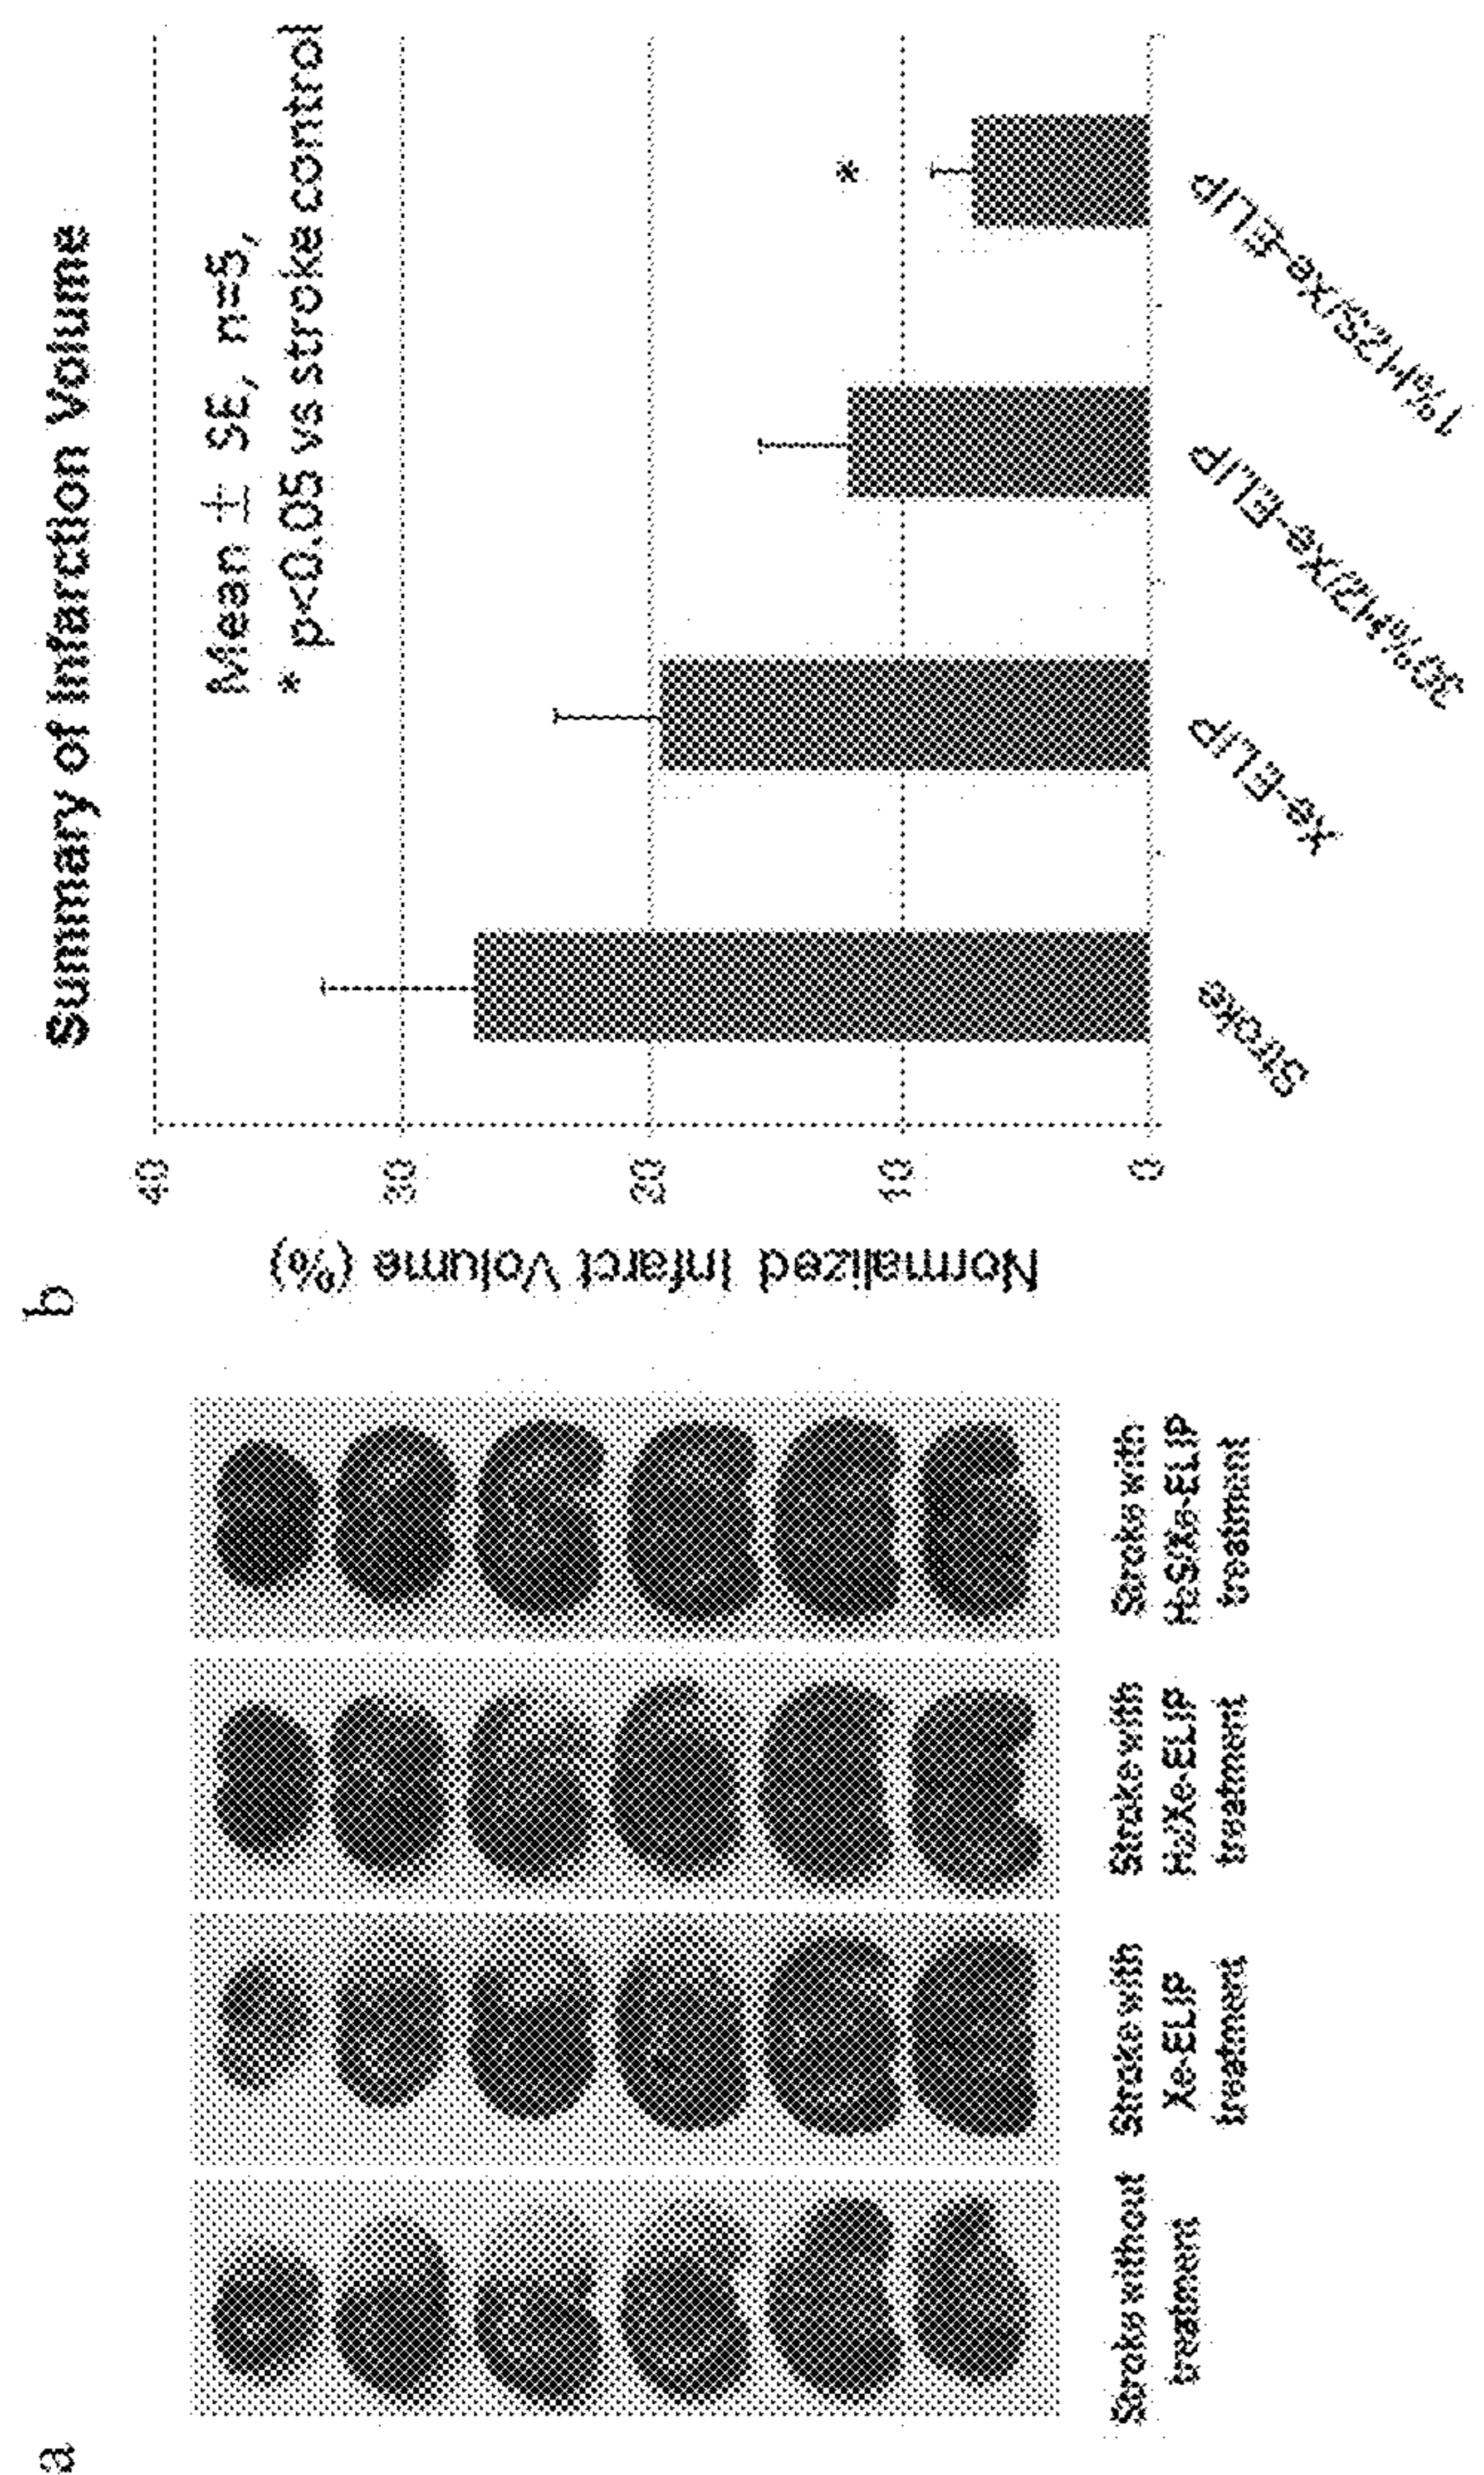 a
Stroke without
treatment
Stroke with
Xe-ELIP
treatment
Stroke with
H₂/Xe-ELIP
treatment
Stroke with
H₂S/Xe-ELIP
treatment
b
Summary of Infarction Volume
Mean ± SE, n=5,
* p<0.05 vs stroke control
Normalized Infarct Volume (%)
40
30
20
10
0
*
Stroke
Xe-ELIP
30%H2/Xe-ELIP
1%H2S/Xe-ELIP